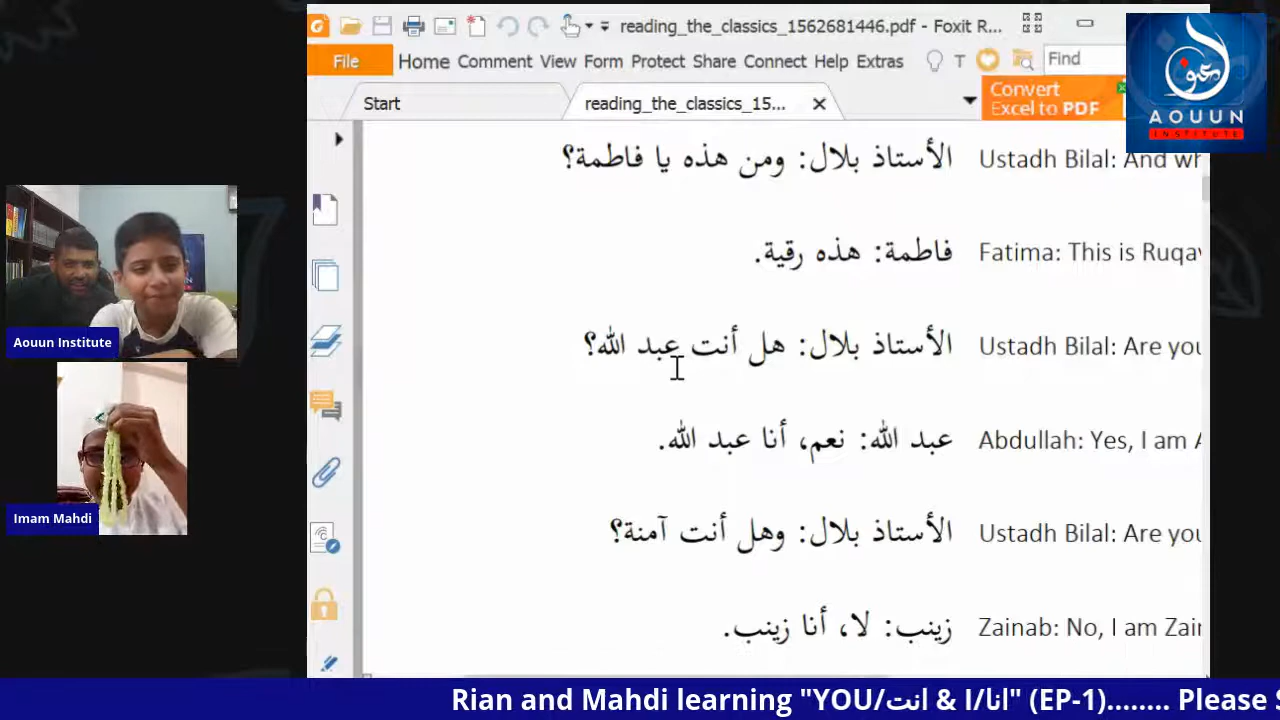 reading_the_classics_1562681446.pdf - Foxit R...
File Home Comment View Form Protect Share Connect Help Extras Find
Start reading_the_classics_15... Convert
Excel to PDF
AOUUN
INSTITUTE
الأستاذ بلال: ومن هذه يا فاطمة؟ Ustadh Bilal: And wh
فاطمة: هذه رقية. Fatima: This is Ruqay
الأستاذ بلال: هل أنت عبد الله؟ Ustadh Bilal: Are you
عبد الله: نعم، أنا عبد الله. Abdullah: Yes, I am A
الأستاذ بلال: وهل أنت آمنة؟ Ustadh Bilal: Are you
زينب: لا، أنا زينب. Zainab: No, I am Zai
Aouun Institute
Imam Mahdi
Rian and Mahdi learning "YOU/انت & I/انا" (EP-1)........ Please S